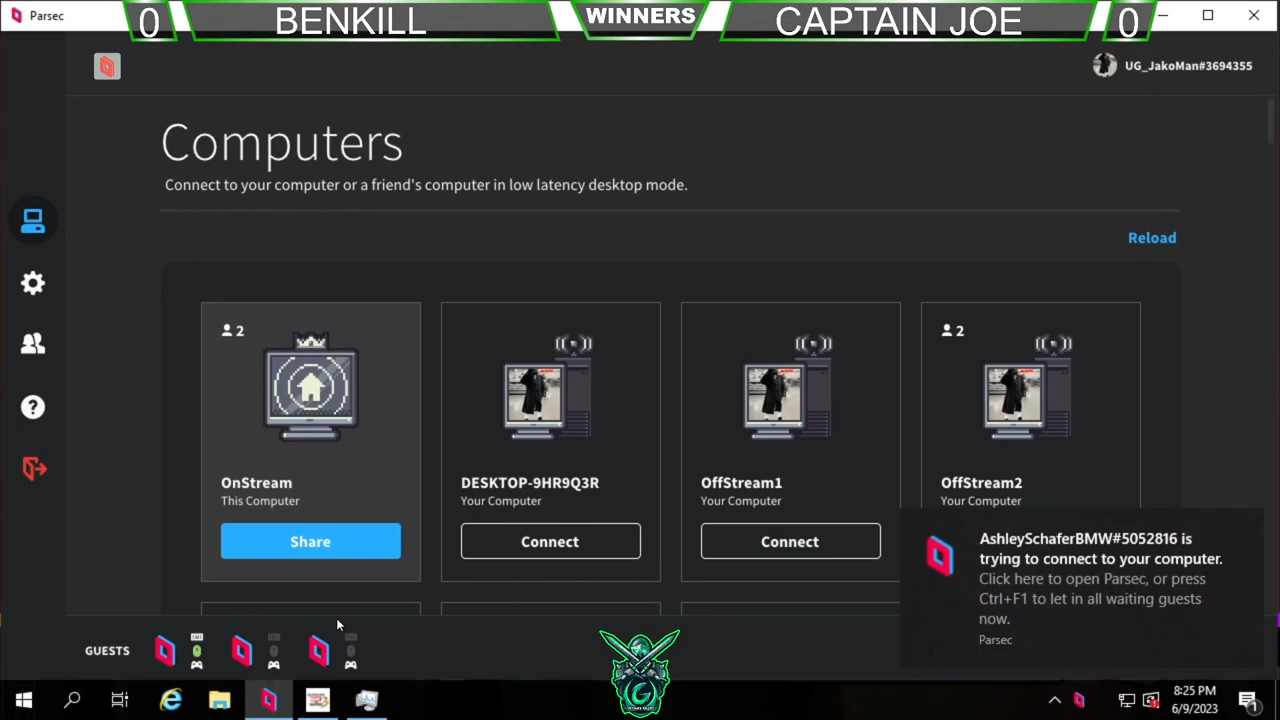 Parsec
0
BENKILL
WINNERS
CAPTAIN JOE
0
UG_JakoMan#3694355
Computers
Connect to your computer or a friend's computer in low latency desktop mode.
Reload
2
2
OnStream
This Computer
Share
DESKTOP-9HR9Q3R
Your Computer
Connect
OffStream1
Your Computer
Connect
OffStream2
Your Computer
AshleySchaferBMW#5052816 is
trying to connect to your computer.
Click here to open Parsec, or press
Ctrl+F1 to let in all waiting guests
now.
Parsec
GUESTS
8:25 PM
6/9/2023
1